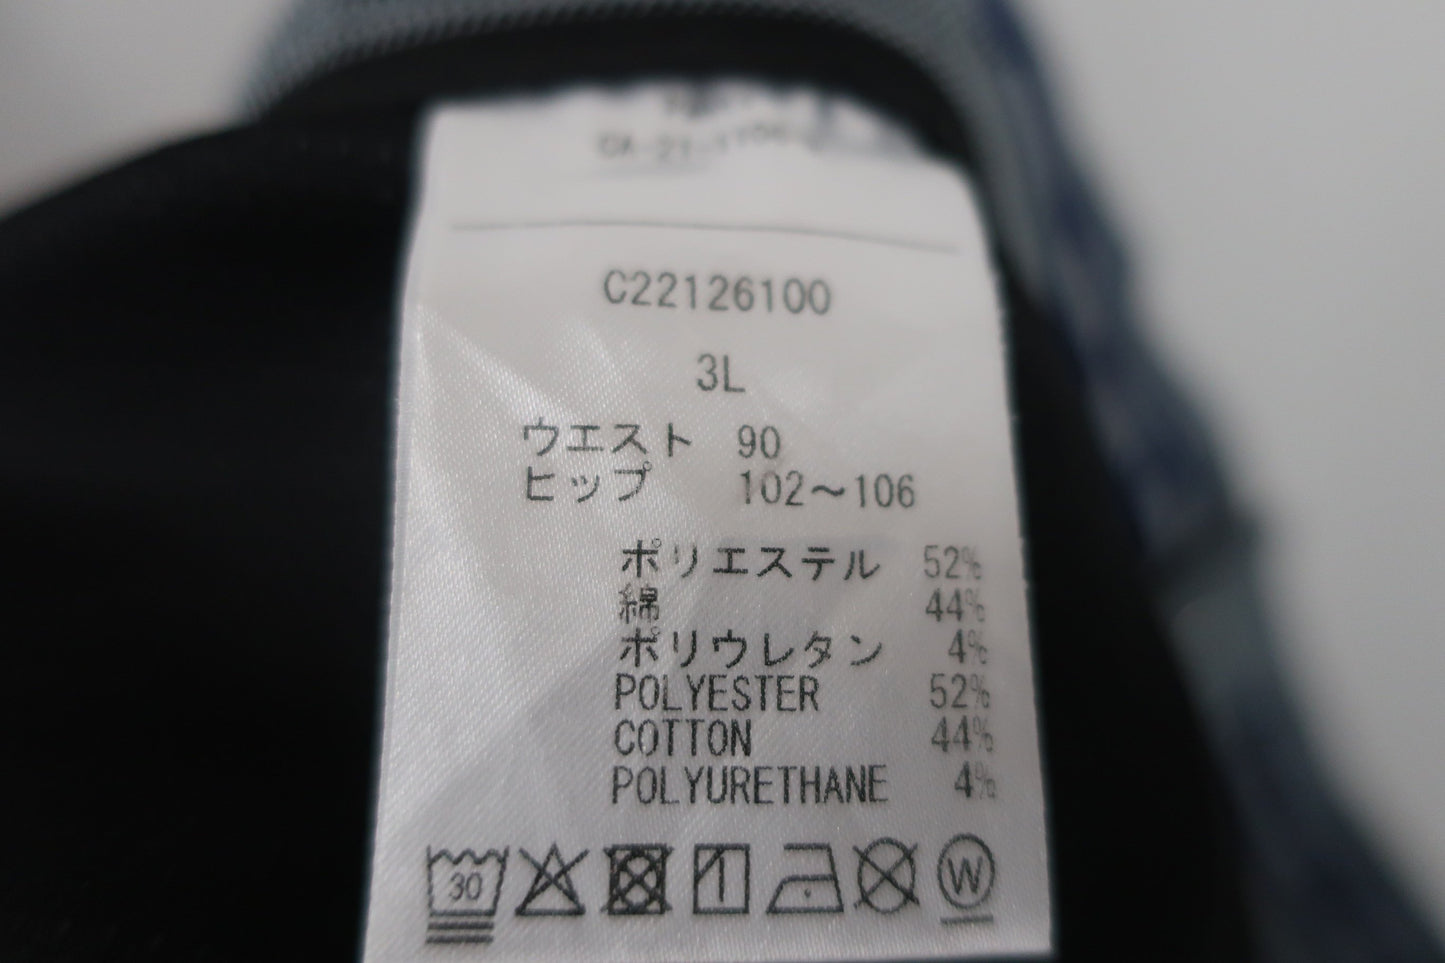 C22126100
3L
ウエスト 90
ヒップ 102～106
ポリエステル 52%
綿 44%
ポリウレタン 4%
POLYESTER 52%
COTTON 44%
POLYURETHANE 4%
30 W